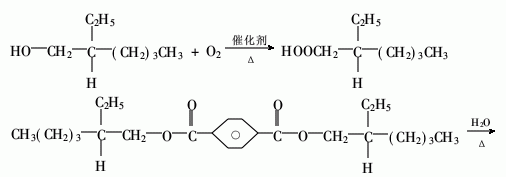 C₂H₅ C₂H₅
HO—CH₂—C—(CH₂)₃CH₃ + O₂ 催化剂 △ HOOCH₂—C—(CH₂)₃CH₃
H H
C₂H₅ O O C₂H₅
CH₃(CH₂)₃—C—CH₂—O—C C—O—CH₂—C—(CH₂)₃CH₃ H₂O △
H H